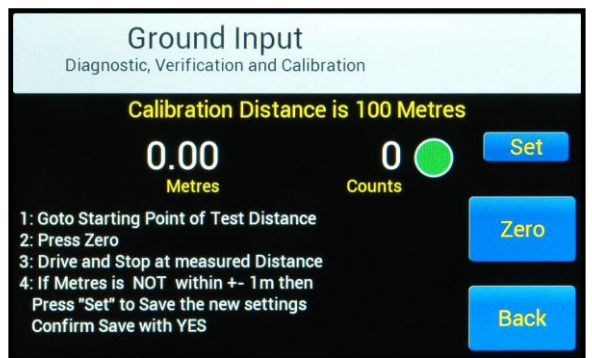 Ground Input
Diagnostic, Verification and Calibration
Calibration Distance is 100 Metres
0.00
Metres
0
Counts
Set
1: Goto Starting Point of Test Distance
2: Press Zero
3: Drive and Stop at measured Distance
4: If Metres is NOT within +- 1m then
Press "Set" to Save the new settings
Confirm Save with YES
Zero
Back